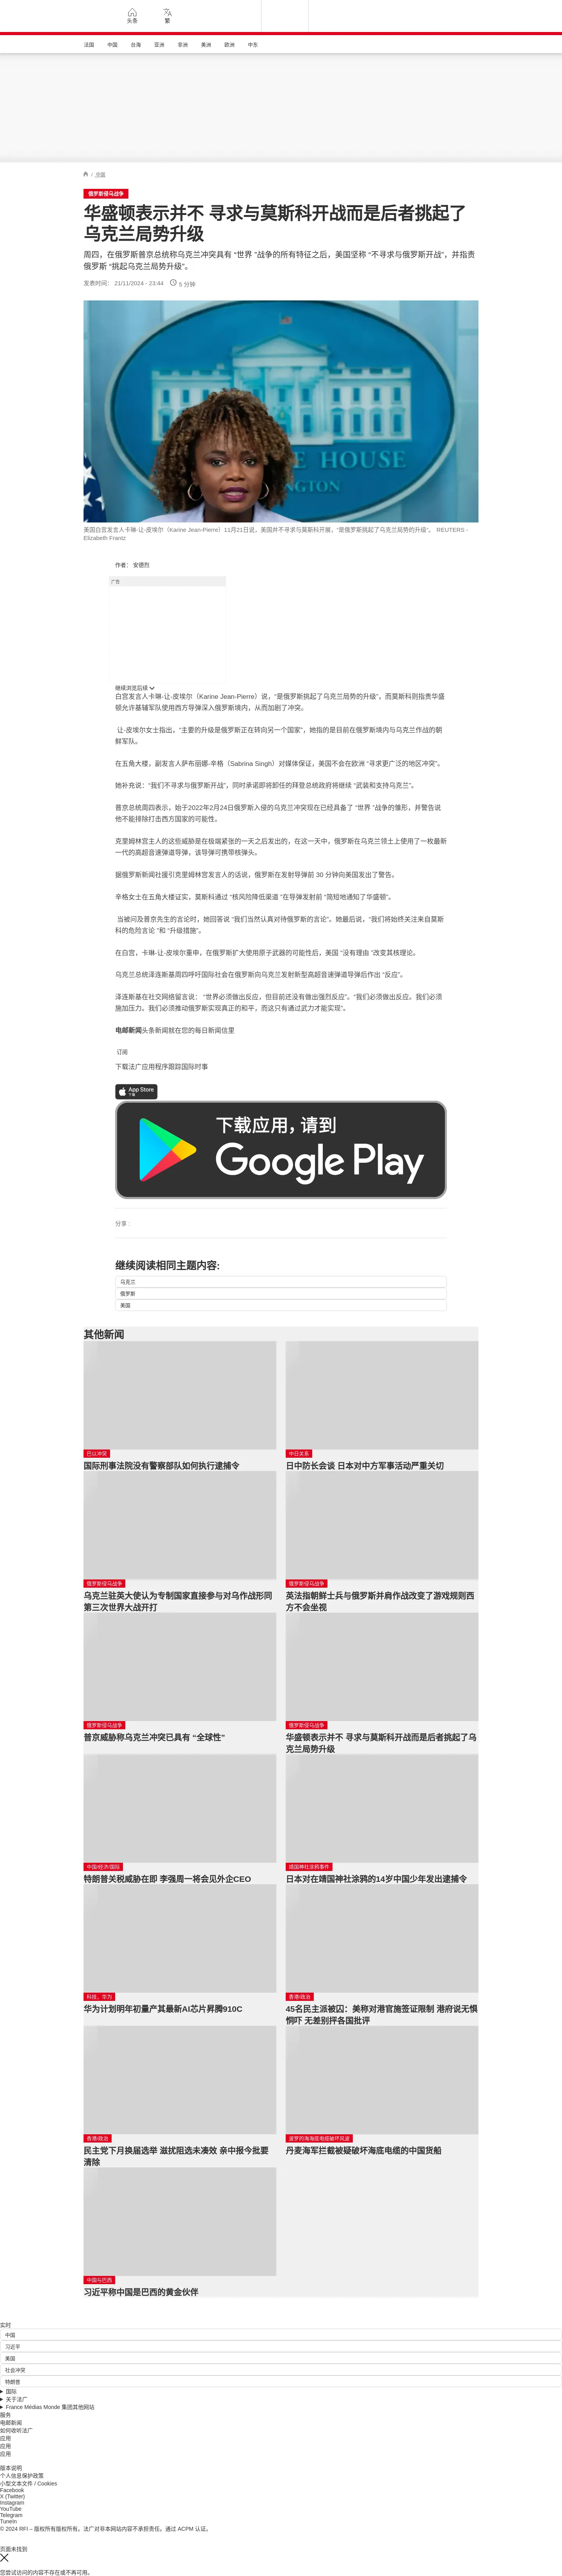 头条
繁
法国
中国
台海
亚洲
非洲
美洲
欧洲
中东
/ 中国
俄罗斯侵乌战争
华盛顿表示并不 寻求与莫斯科开战而是后者挑起了
乌克兰局势升级
周四，在俄罗斯普京总统称乌克兰冲突具有 “世界 ”战争的所有特征之后，美国坚称 “不寻求与俄罗斯开战”，并指责
俄罗斯 “挑起乌克兰局势升级”。
发表时间： 21/11/2024 - 23:44
5 分钟
HOUSE
INGTON
美国白宫发言人卡琳-让-皮埃尔（Karine Jean-Pierre）11月21日说，美国并不寻求与莫斯科开展，“是俄罗斯挑起了乌克兰局势的升级”。 REUTERS -
Elizabeth Frantz
作者： 安德烈
广告
继续浏览后续
白宫发言人卡琳-让-皮埃尔（Karine Jean-Pierre）说，“是俄罗斯挑起了乌克兰局势的升级”，而莫斯科则指责华盛
顿允许基辅军队使用西方导弹深入俄罗斯境内，从而加剧了冲突。
让-皮埃尔女士指出，“主要的升级是俄罗斯正在转向另一个国家”，她指的是目前在俄罗斯境内与乌克兰作战的朝
鲜军队。
在五角大楼，副发言人萨布丽娜-辛格（Sabrina Singh）对媒体保证，美国不会在欧洲 “寻求更广泛的地区冲突”。
她补充说：“我们不寻求与俄罗斯开战”，同时承诺即将卸任的拜登总统政府将继续 “武装和支持乌克兰”。
普京总统周四表示，始于2022年2月24日俄罗斯入侵的乌克兰冲突现在已经具备了 “世界 ”战争的雏形，并警告说
他不能排除打击西方国家的可能性。
克里姆林宫主人的这些威胁是在极端紧张的一天之后发出的，在这一天中，俄罗斯在乌克兰领土上使用了一枚最新
一代的高超音速弹道导弹，该导弹可携带核弹头。
据俄罗斯新闻社援引克里姆林宫发言人的话说，俄罗斯在发射导弹前 30 分钟向美国发出了警告。
辛格女士在五角大楼证实，莫斯科通过 “核风险降低渠道 ”在导弹发射前 “简短地通知了华盛顿”。
当被问及普京先生的言论时，她回答说 “我们当然认真对待俄罗斯的言论”。她最后说，“我们将始终关注来自莫斯
科的危险言论 ”和 “升级措施”。
在白宫，卡琳-让-皮埃尔重申，在俄罗斯扩大使用原子武器的可能性后，美国 “没有理由 ”改变其核理论。
乌克兰总统泽连斯基周四呼吁国际社会在俄罗斯向乌克兰发射新型高超音速弹道导弹后作出 “反应”。
泽连斯基在社交网络留言说： “世界必须做出反应，但目前还没有做出强烈反应”。“我们必须做出反应。我们必须
施加压力。我们必须推动俄罗斯实现真正的和平，而这只有通过武力才能实现”。
电邮新闻头条新闻就在您的每日新闻信里
订阅
下载法广应用程序跟踪国际时事
App Store
下载
下载应用，请到
Google Play
分享 :
继续阅读相同主题内容:
乌克兰
俄罗斯
美国
其他新闻
巴以冲突
国际刑事法院没有警察部队如何执行逮捕令
中日关系
日中防长会谈 日本对中方军事活动严重关切
俄罗斯侵乌战争
乌克兰驻英大使认为专制国家直接参与对乌作战形同
第三次世界大战开打
俄罗斯侵乌战争
英法指朝鲜士兵与俄罗斯并肩作战改变了游戏规则西
方不会坐视
俄罗斯侵乌战争
普京威胁称乌克兰冲突已具有 “全球性”
俄罗斯侵乌战争
华盛顿表示并不 寻求与莫斯科开战而是后者挑起了乌
克兰局势升级
中国/经济/国际
特朗普关税威胁在即 李强周一将会见外企CEO
靖国神社涂鸦事件
日本对在靖国神社涂鸦的14岁中国少年发出逮捕令
科技，华为
华为计划明年初量产其最新AI芯片昇腾910C
香港/政治
45名民主派被囚：美称对港官施签证限制 港府说无惧
恫吓 无差别抨各国批评
香港/政治
民主党下月换届选举 滋扰阻选未凑效 亲中报今批要
清除
波罗的海海底电缆破坏风波
丹麦海军拦截被疑破坏海底电缆的中国货船
中国与巴西
习近平称中国是巴西的黄金伙伴
实时
中国
习近平
美国
社会冲突
特朗普
国际
关于法广
France Médias Monde 集团其他网站
服务
电邮新闻
如何收听法广
应用
应用
应用
版本说明
个人信息保护政策
小型文本文件 / Cookies
Facebook
X (Twitter)
Instagram
YouTube
Telegram
TuneIn
© 2024 RFI – 版权所有版权所有。法广对非本网站内容不承担责任。通过 ACPM 认证。
页面未找到
您尝试访问的内容不存在或不再可用。